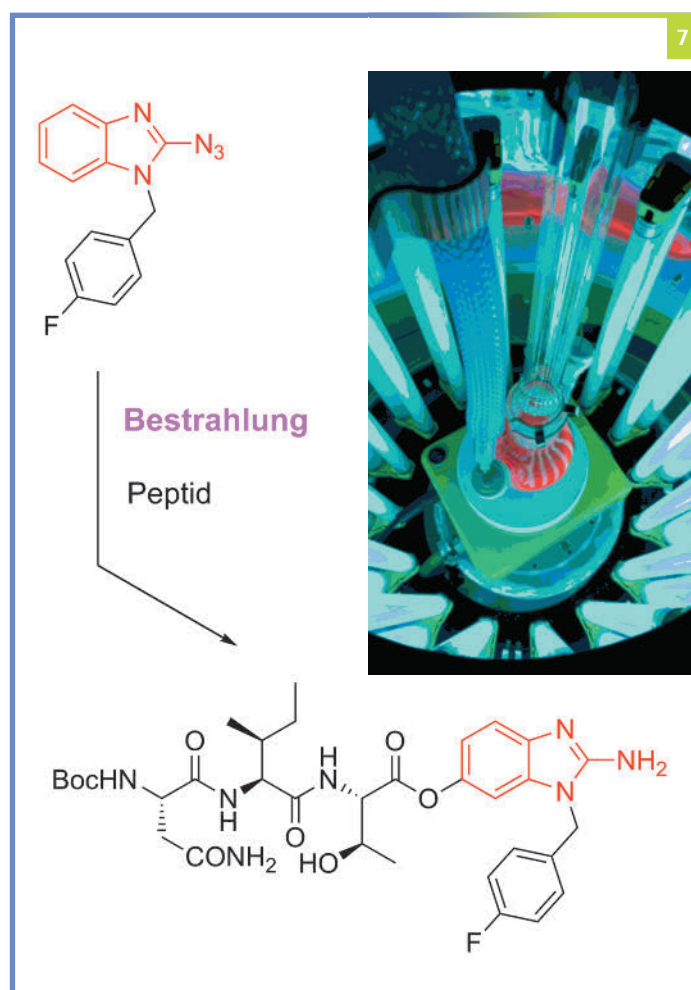 7
N
N
N₃
F
Bestrahlung
Peptid
BocHN
O
N
H
CONH₂
O
H
N
HO
O
O
N
N
NH₂
F